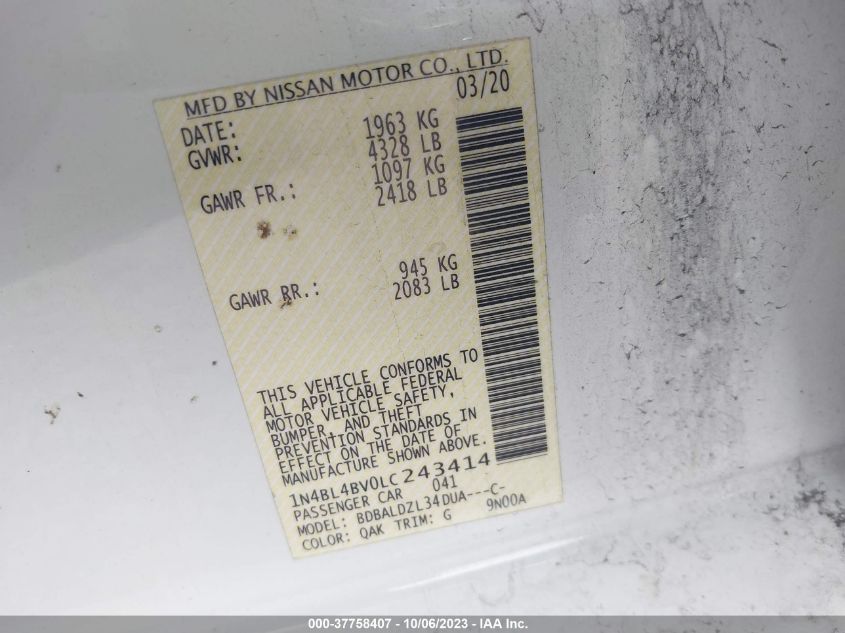 MFD BY NISSAN MOTOR CO., LTD.
DATE: 03/20
GVWR: 1963 KG
4328 LB
GAWR FR.: 1097 KG
2418 LB
GAWR RR.: 945 KG
2083 LB
THIS VEHICLE CONFORMS TO
ALL APPLICABLE FEDERAL
MOTOR VEHICLE SAFETY,
BUMPER, AND THEFT
PREVENTION STANDARDS IN
EFFECT ON THE DATE OF
MANUFACTURE SHOWN ABOVE.
1N4BL4BV0LC243414
PASSENGER CAR 041
MODEL: BDBALDZL34DUA---C-
COLOR: QAK TRIM: G 9N00A
000-37758407 - 10/06/2023 - IAA Inc.